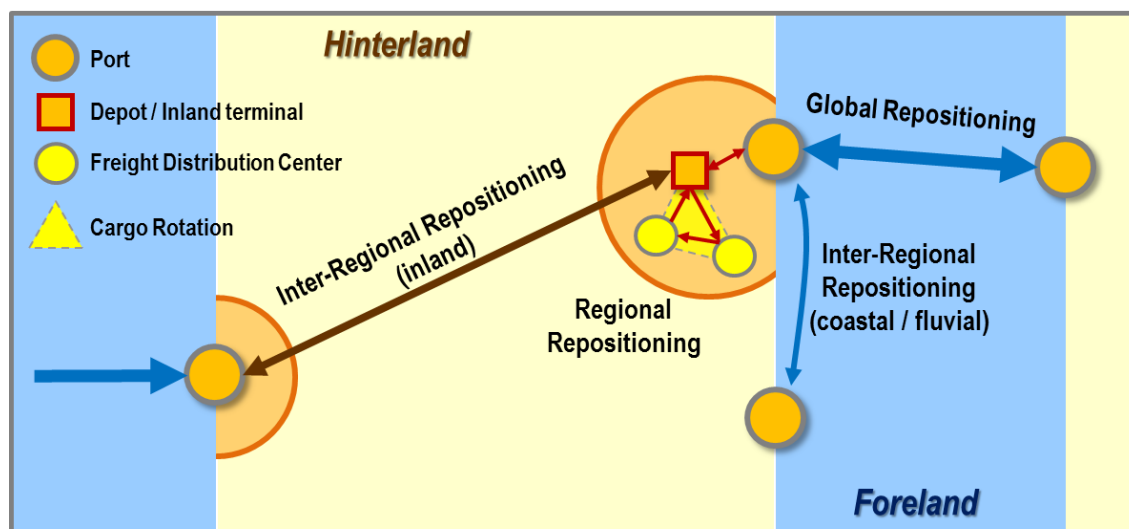 Hinterland
Port
Depot / Inland terminal
Freight Distribution Center
Cargo Rotation
Inter-Regional Repositioning
(inland)
Regional
Repositioning
Global Repositioning
Inter-Regional
Repositioning
(coastal / fluvial)
Foreland